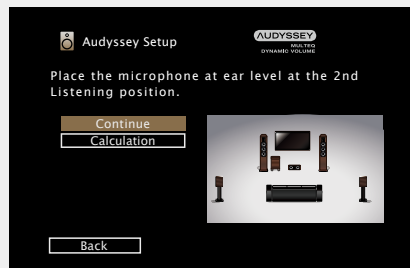 Audyssey Setup
AUDYSSEY
MULTEQ
DYNAMIC VOLUME
Place the microphone at ear level at the 2nd
Listening position.
Continue
Calculation
Back